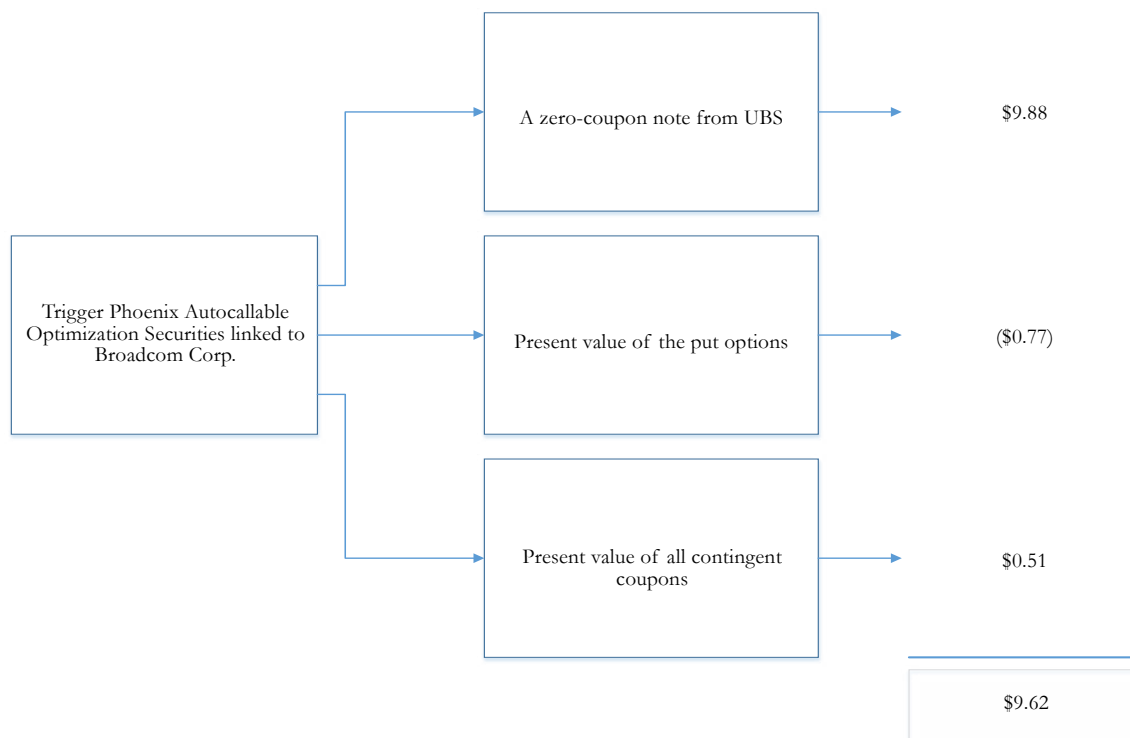 A zero-coupon note from UBS
$9.88
Trigger Phoenix Autocallable
Optimization Securities linked to
Broadcom Corp.
Present value of the put options
($0.77)
Present value of all contingent
coupons
$0.51
$9.62